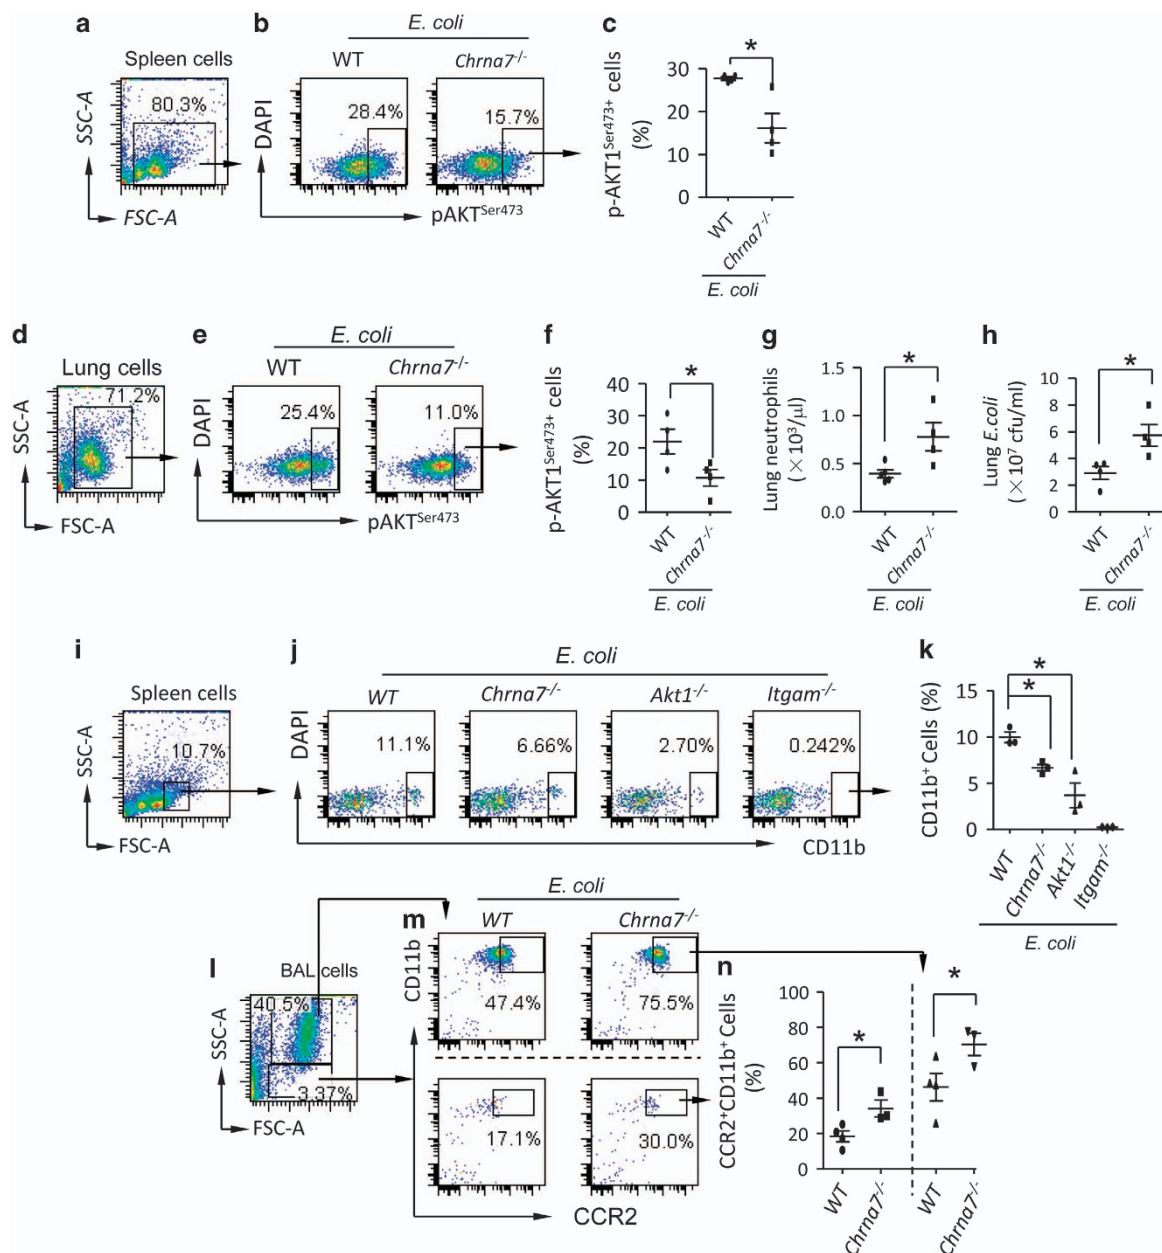 a
Spleen cells
80.3%
SSC-A
FSC-A
b
E. coli
WT
Chrna7-/-
28.4%
15.7%
DAPI
pAKTSer473
c
*
p-AKT1Ser473+ cells
(%)
30
20
10
0
WT
Chrna7-/-
E. coli
d
Lung cells
71.2%
SSC-A
FSC-A
e
E. coli
WT
Chrna7-/-
25.4%
11.0%
DAPI
pAKTSer473
f
*
p-AKT1Ser473+ cells
(%)
40
30
20
10
0
WT
Chrna7-/-
E. coli
g
*
Lung neutrophils
(×10³/μl)
1.5
1.0
0.5
0.0
WT
Chrna7-/-
E. coli
h
*
Lung E.coli
(×10⁷ cfu/ml)
10
8
6
4
2
0
WT
Chrna7-/-
E. coli
i
Spleen cells
10.7%
SSC-A
FSC-A
j
E. coli
WT
Chrna7-/-
Akt1-/-
Itgam-/-
11.1%
6.66%
2.70%
0.242%
DAPI
CD11b
k
*
*
CD11b+ Cells (%)
15
10
5
0
WT
Chrna7-/-
Akt1-/-
Itgam-/-
E. coli
l
BAL cells
40.5%
3.37%
SSC-A
FSC-A
m
E. coli
WT
Chrna7-/-
47.4%
75.5%
17.1%
30.0%
CD11b
CCR2
n
*
*
CCR2+CD11b+ Cells
(%)
100
80
60
40
20
0
WT
Chrna7-/-
WT
Chrna7-/-